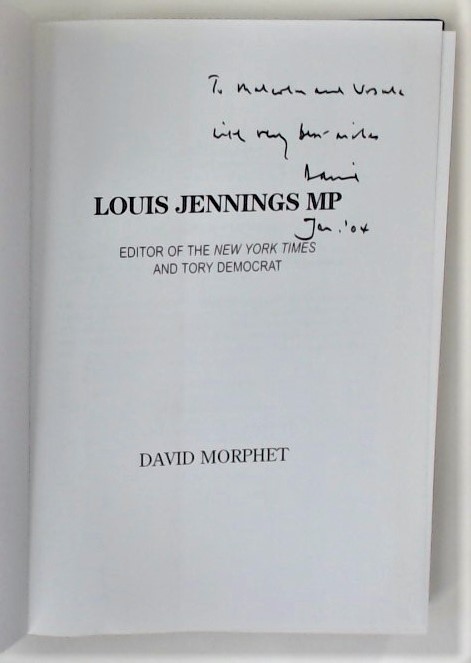 To Malcolm and Ursula
with very best wishes
David
LOUIS JENNINGS MP
Jan. '04
EDITOR OF THE NEW YORK TIMES
AND TORY DEMOCRAT
DAVID MORPHET